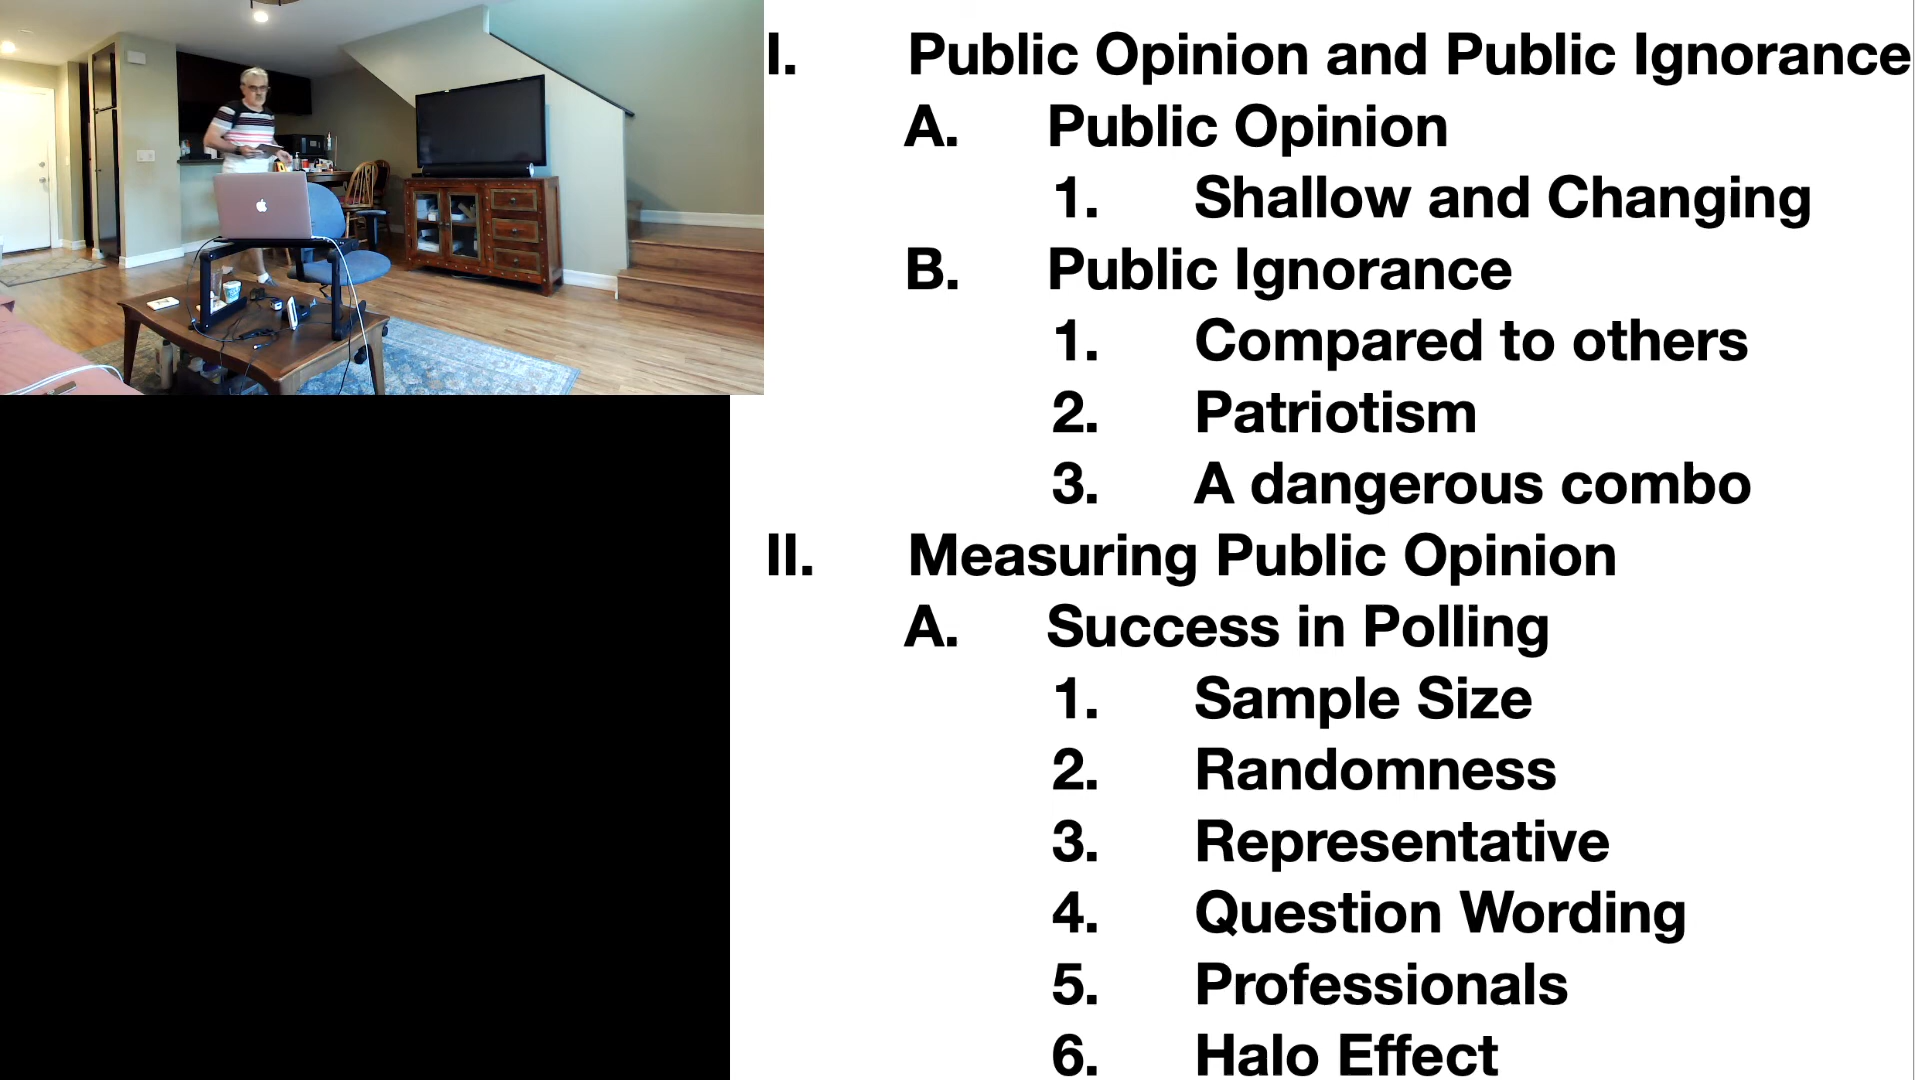 I. Public Opinion and Public Ignorance
A. Public Opinion
1. Shallow and Changing
B. Public Ignorance
1. Compared to others
2. Patriotism
3. A dangerous combo
II. Measuring Public Opinion
A. Success in Polling
1. Sample Size
2. Randomness
3. Representative
4. Question Wording
5. Professionals
6. Halo Effect